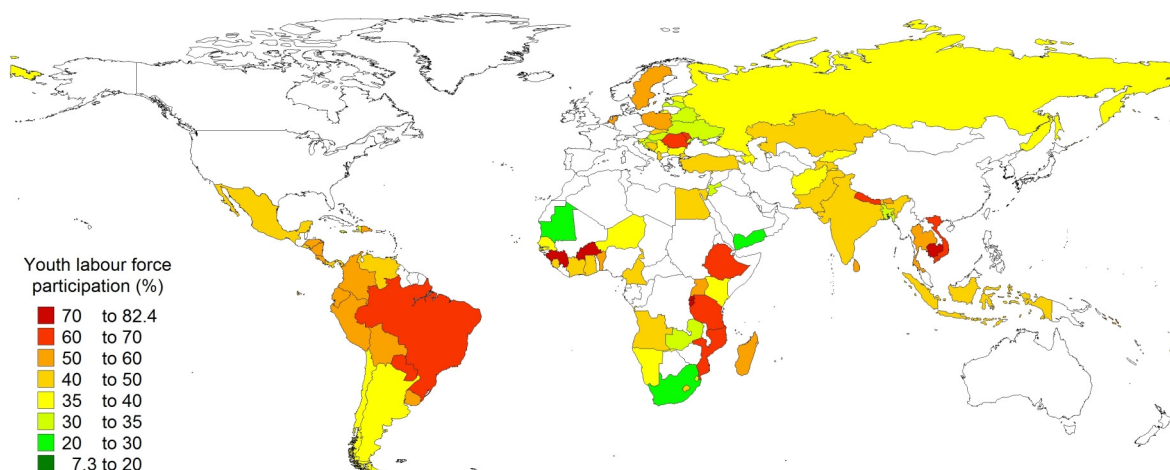 Youth labour force
participation (%)
70 to 82.4
60 to 70
50 to 60
40 to 50
35 to 40
30 to 35
20 to 30
7.3 to 20